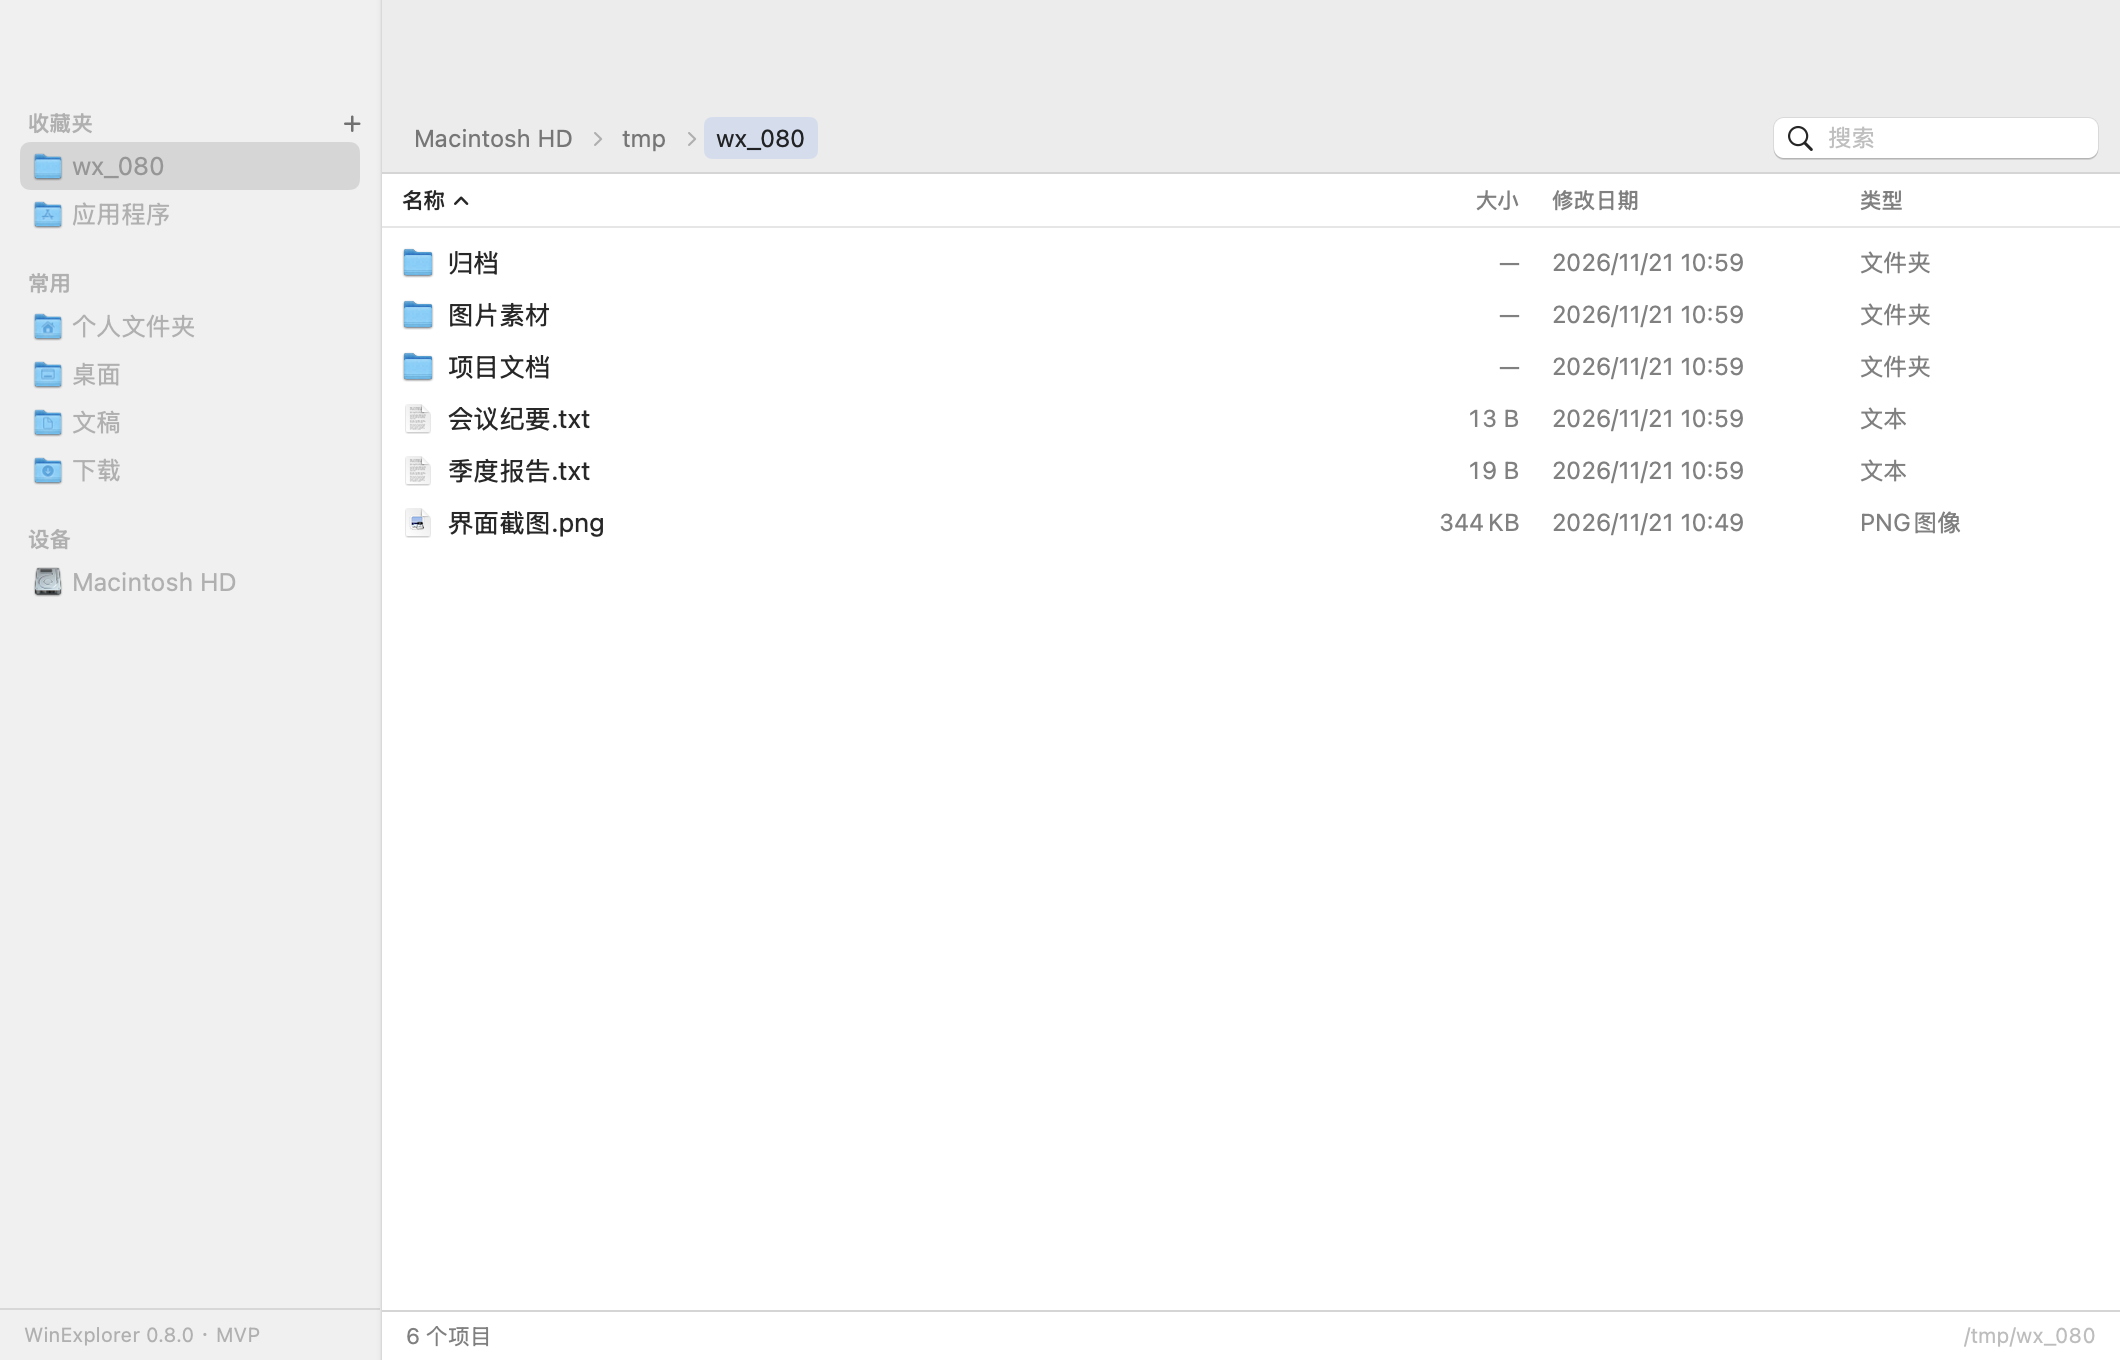 收藏夹
wx_080
应用程序
常用
个人文件夹
桌面
文稿
下载
设备
Macintosh HD
WinExplorer 0.8.0 · MVP
Macintosh HD > tmp > wx_080
搜索
名称 大小 修改日期 类型
归档 — 2026/11/21 10:59 文件夹
图片素材 — 2026/11/21 10:59 文件夹
项目文档 — 2026/11/21 10:59 文件夹
会议纪要.txt 13 B 2026/11/21 10:59 文本
季度报告.txt 19 B 2026/11/21 10:59 文本
界面截图.png 344 KB 2026/11/21 10:49 PNG图像
6 个项目 /tmp/wx_080